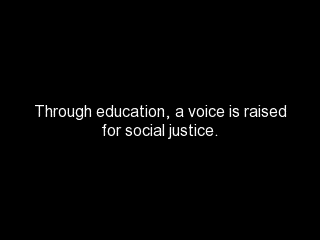 Through education, a voice is raised
for social justice.